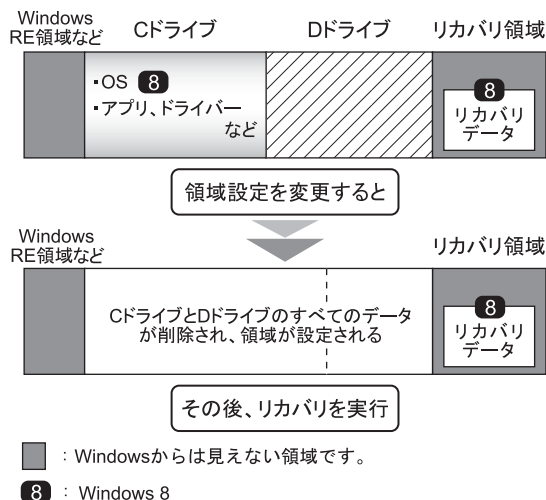 Windows
RE領域など
Cドライブ
Dドライブ
リカバリ領域
・OS 8
・アプリ、ドライバー
など
8
リカバリ
データ
領域設定を変更すると
Windows
RE領域など
リカバリ領域
CドライブとDドライブのすべてのデータ
が削除され、領域が設定される
8
リカバリ
データ
その後、リカバリを実行
：Windowsからは見えない領域です。
8 ：Windows 8